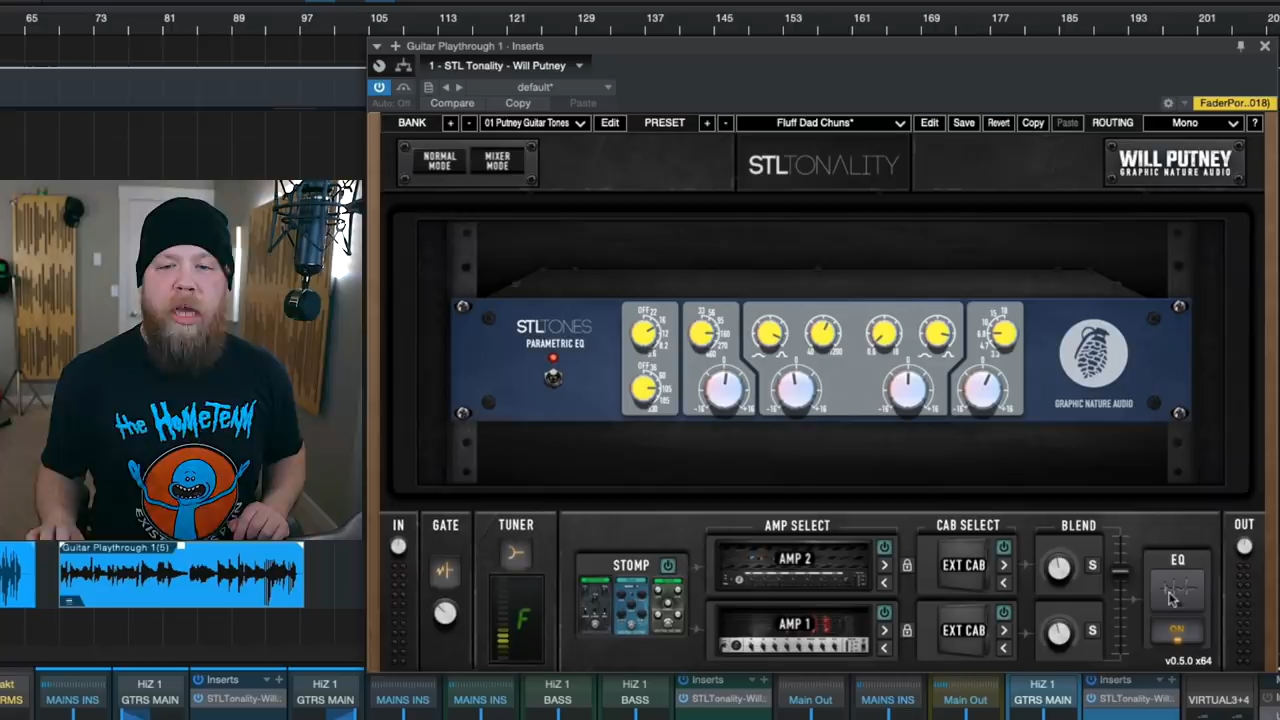 65 73 81 89 97 105 113 121 129 137 145 153 161 169 177 185 193 201
Guitar Playthrough 1 - Inserts
1 - STL Tonality - Will Putney
default*
Auto: Off Compare Copy Paste
FaderPor..018)
BANK + - 01 Putney Guitar Tones Edit PRESET + - Fluff Dad Chuns* Edit Save Revert Copy Paste ROUTING Mono ?
NORMAL MODE
MIXER MODE
STLTONALITY
WILL PUTNEY
GRAPHIC NATURE AUDIO
STLTONES
PARAMETRIC EQ
GRAPHIC NATURE AUDIO
the HOMETEAM
IN GATE TUNER AMP SELECT CAB SELECT BLEND OUT
Guitar Playthrough 1(5)
STOMP
AMP 2
EXT CAB
S
EQ
F
AMP 1
EXT CAB
S
ON
v0.5.0 x64
Inserts
Inserts
Inserts
MAINS INS
HiZ 1
GTRS MAIN
STLTonality-Will..
HiZ 1
GTRS MAIN
MAINS INS
MAINS INS
HiZ 1
BASS
HiZ 1
BASS
STLTonality-Will..
Main Out
MAINS INS
Main Out
HiZ 1
GTRS MAIN
STLTonality-Will..
VIRTUAL3+4